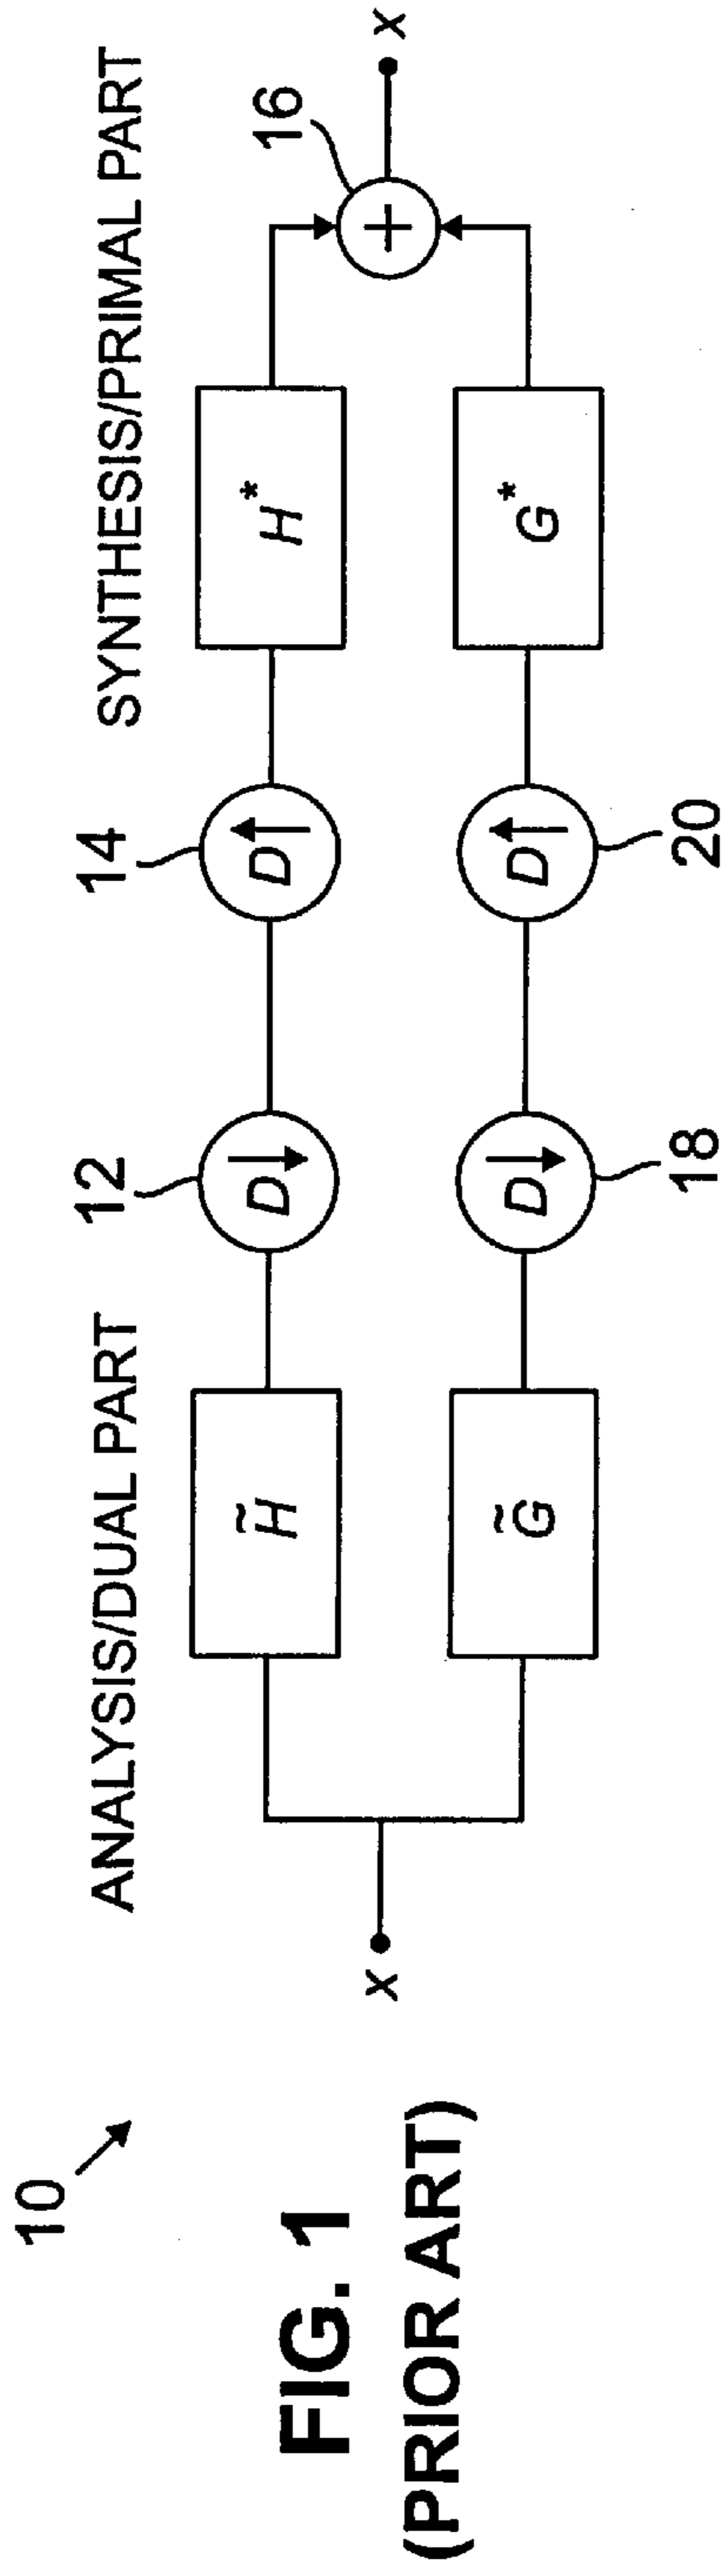 10
ANALYSIS/DUAL PART
SYNTHESIS/PRIMAL PART
12
14
16
x
H̃
D↓
D↑
H*
+
x
G̃
D↓
D↑
G*
18
20
FIG. 1
(PRIOR ART)